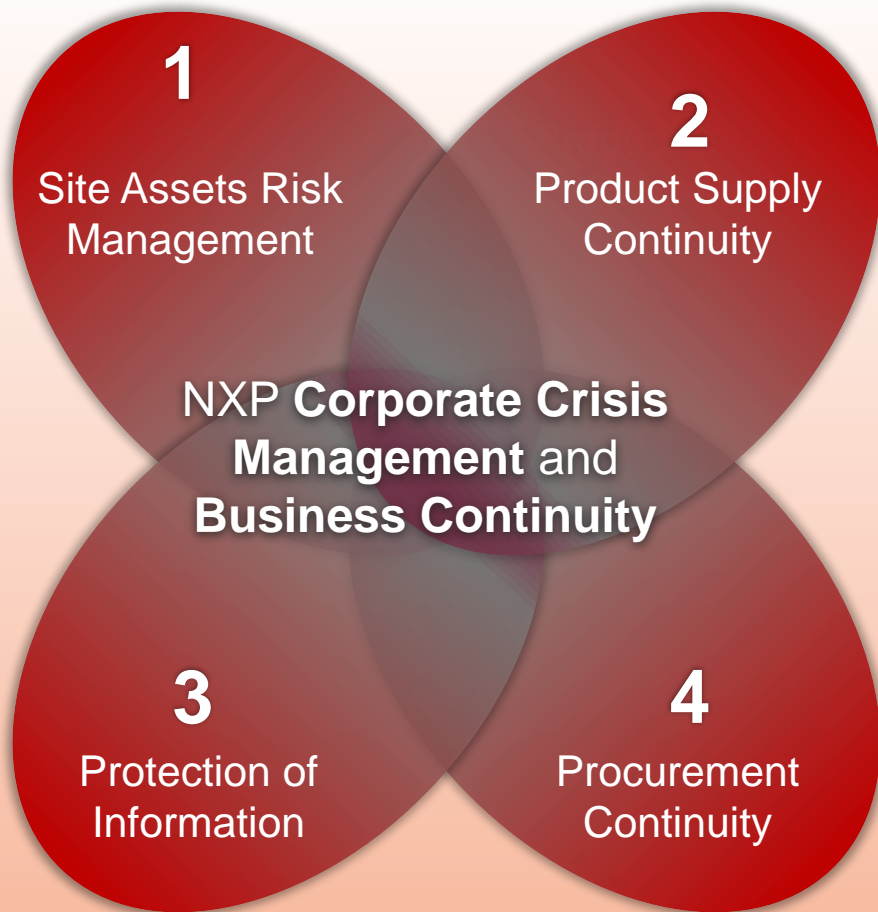 1
Site Assets Risk
Management
2
Product Supply
Continuity
NXP Corporate Crisis
Management and
Business Continuity
3
Protection of
Information
4
Procurement
Continuity